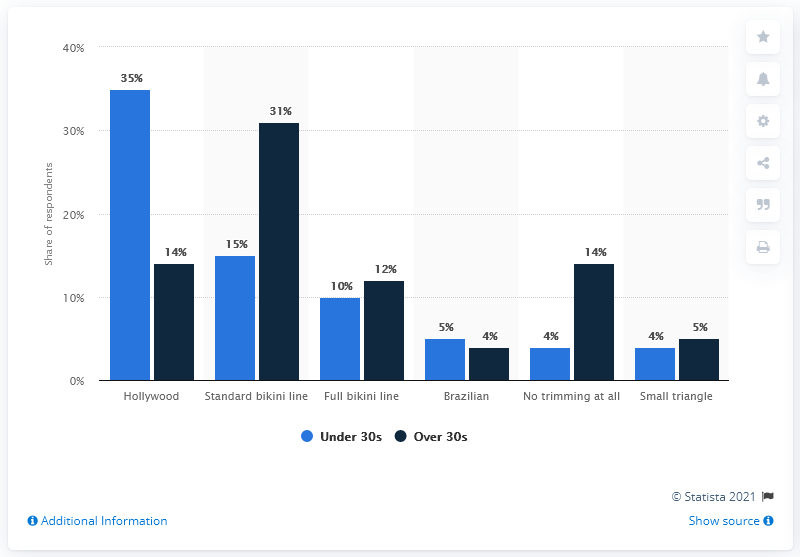 40%
35%
31%
30%
Share of respondents
20%
15%
14%
14%
12%
10%
10%
5%
4%
4%
4%
5%
0%
Hollywood
Standard bikini line
Full bikini line
Brazilian
No trimming at all
Small triangle
Under 30s
Over 30s
© Statista 2021
Additional Information
Show source